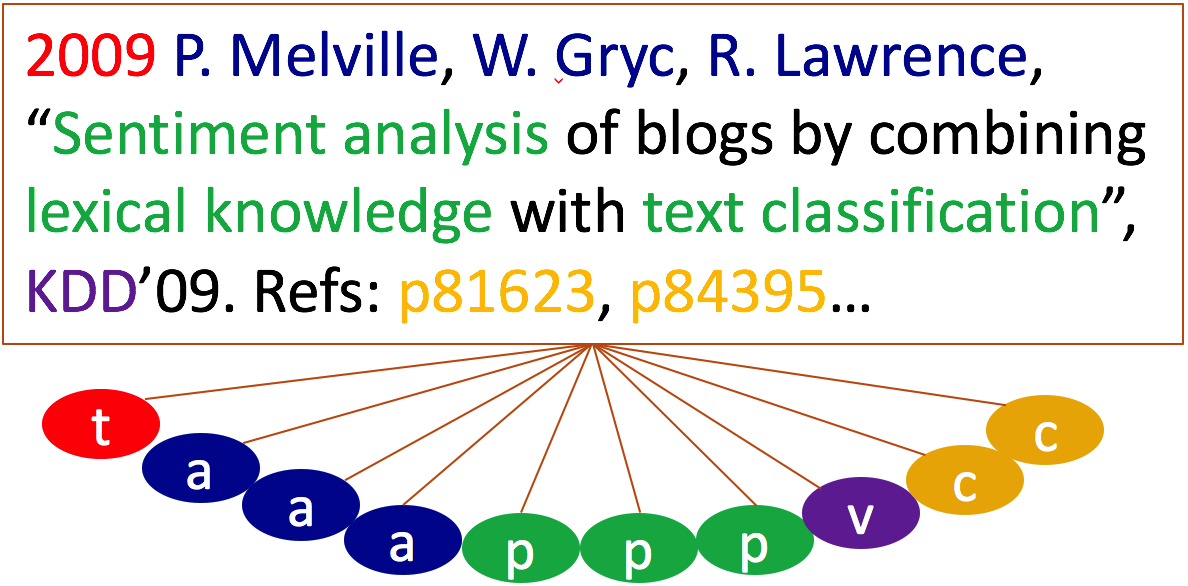 2009 P. Melville, W. Gryc, R. Lawrence,
“Sentiment analysis of blogs by combining
lexical knowledge with text classification”,
KDD’09. Refs: p81623, p84395…
t
a
a
a
p
p
p
v
c
c